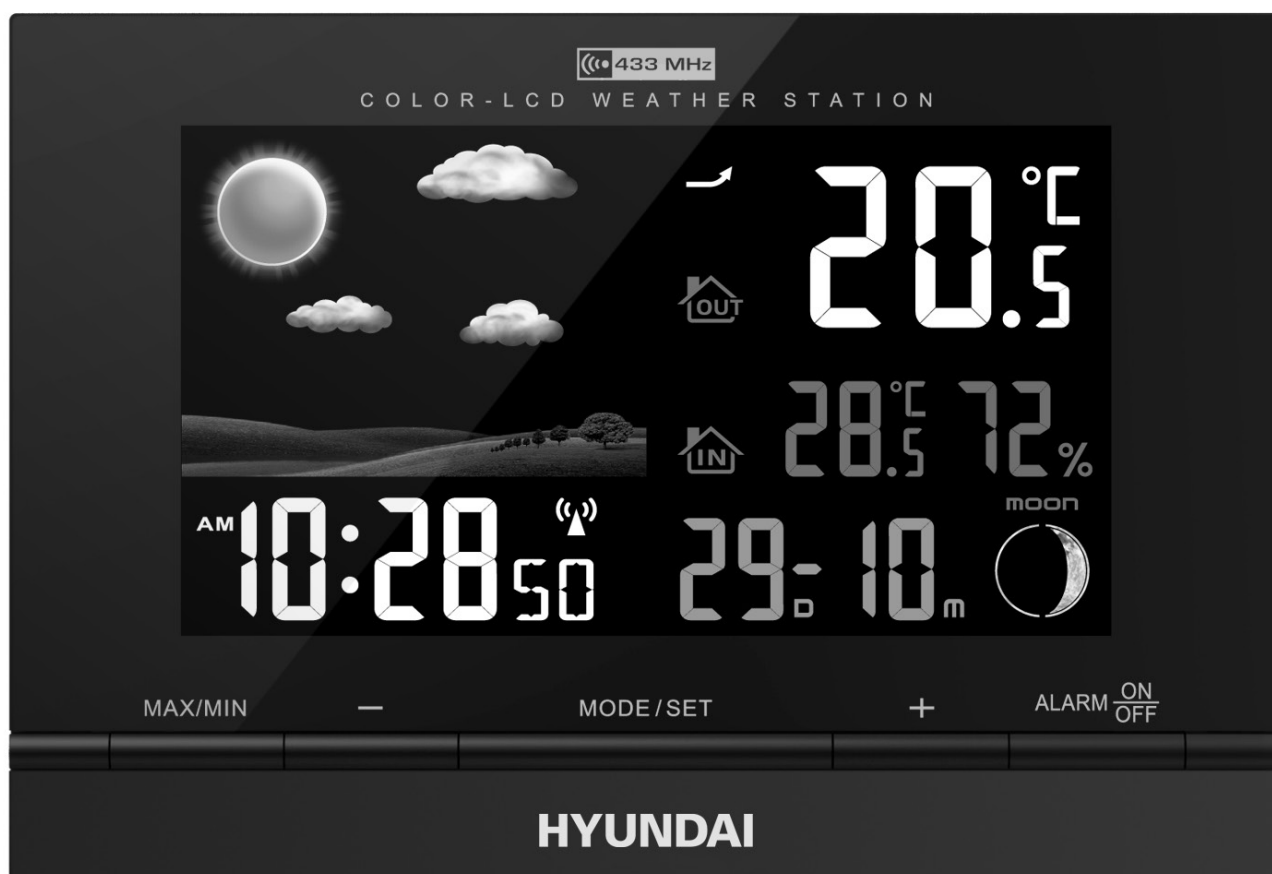 433 MHz
COLOR-LCD WEATHER STATION
20.5 °C
OUT
IN
28.5 °C 72 %
AM 10:28 50
29-D 10 m
moon
MAX/MIN
−
MODE/SET
+
ALARM ON/OFF
HYUNDAI